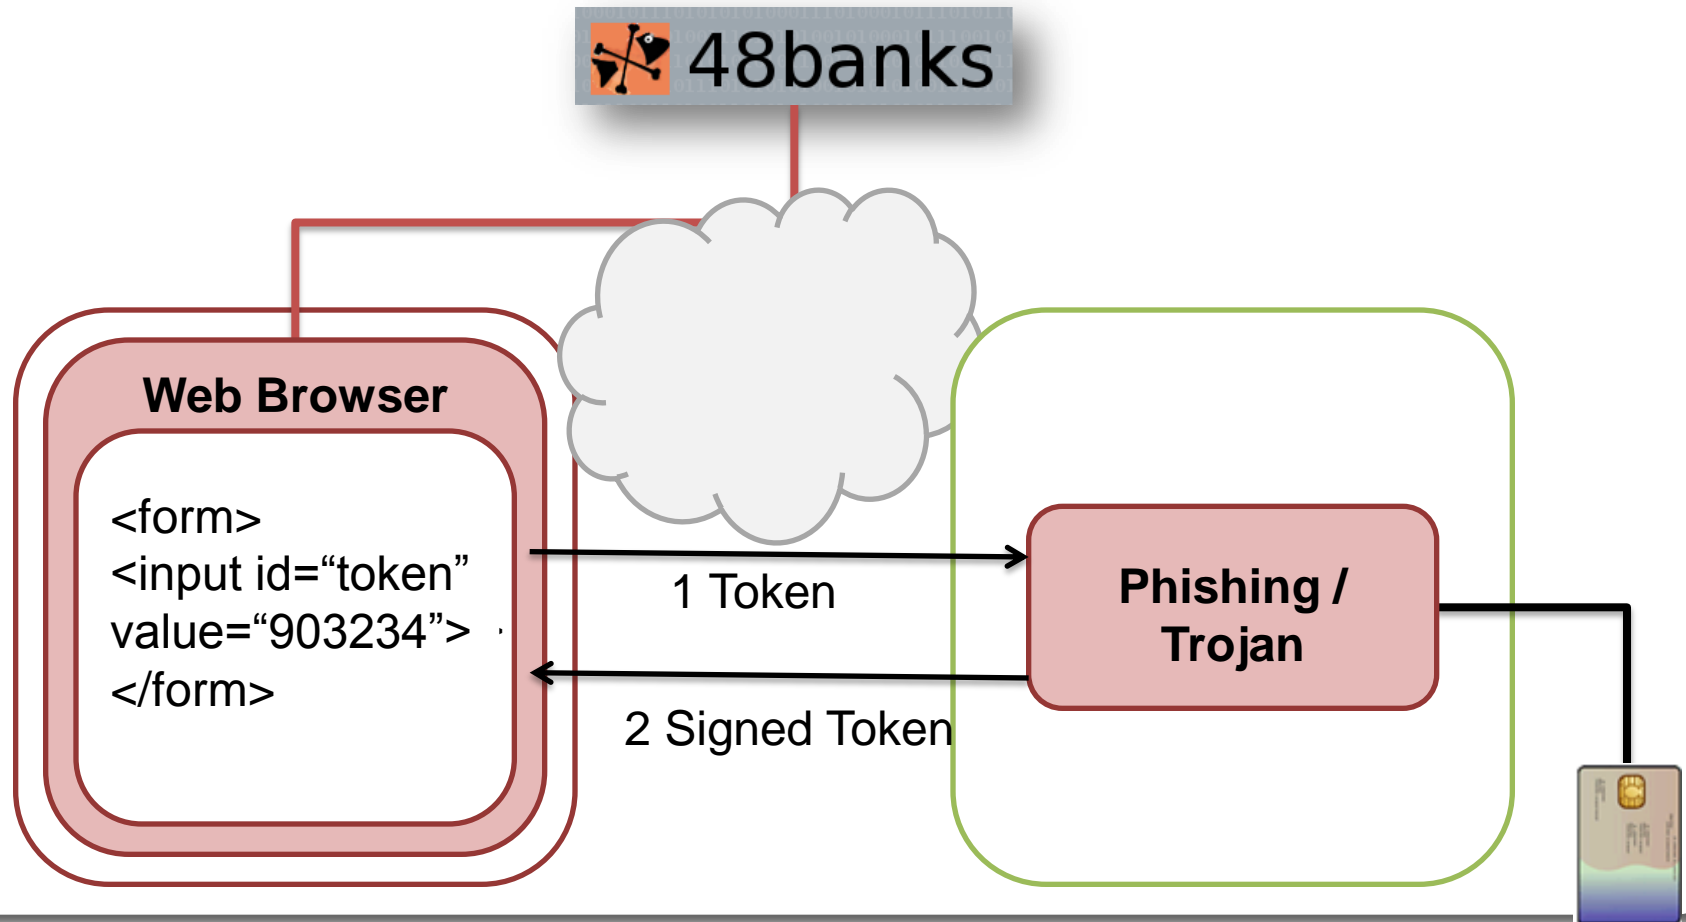 48banks
Web Browser
<form>
<input id=“token”
value=“903234”>
</form>
1 Token
2 Signed Token
Phishing /
Trojan